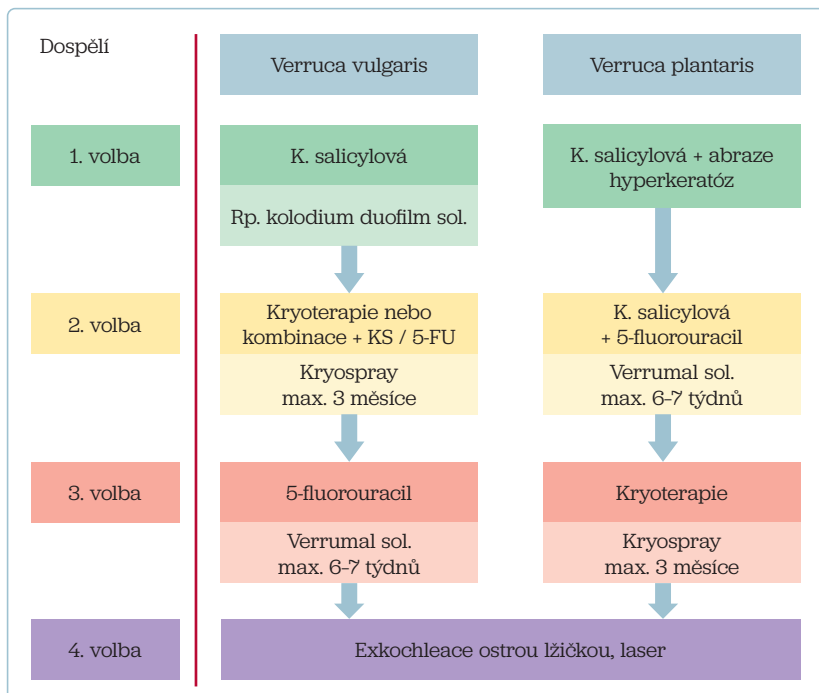 Dospělí
Verruca vulgaris
Verruca plantaris
1. volba
K. salicylová
Rp. kolodium duofilm sol.
K. salicylová + abraze
hyperkeratóz
2. volba
Kryoterapie nebo
kombinace + KS / 5-FU
Kryospray
max. 3 měsíce
K. salicylová
+ 5-fluorouracil
Verrumal sol.
max. 6-7 týdnů
3. volba
5-fluorouracil
Verrumal sol.
max. 6-7 týdnů
Kryoterapie
Kryospray
max. 3 měsíce
4. volba
Exkochleace ostrou lžičkou, laser